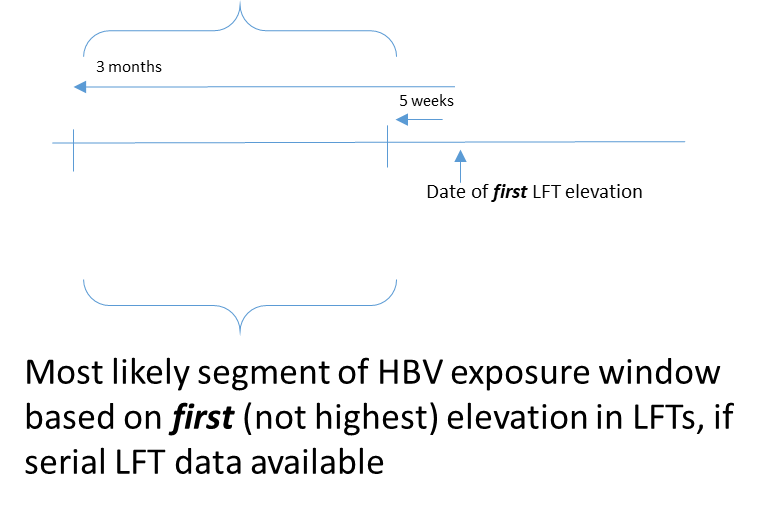 3 months
5 weeks
Date of first LFT elevation
Most likely segment of HBV exposure window
based on first (not highest) elevation in LFTs, if
serial LFT data available